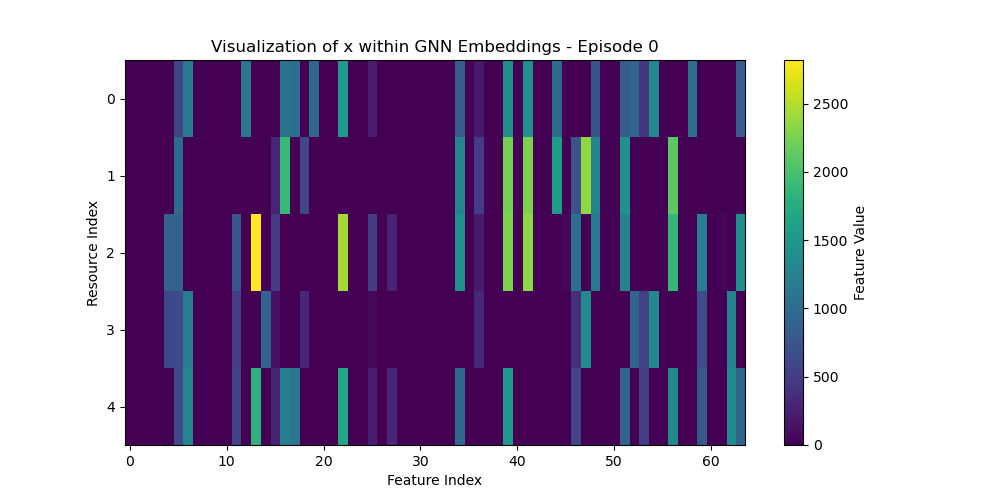 Visualization of x within GNN Embeddings - Episode 0
0
1
2
3
4
Resource Index
0 10 20 30 40 50 60
Feature Index
2500
2000
1500
1000
500
0
Feature Value